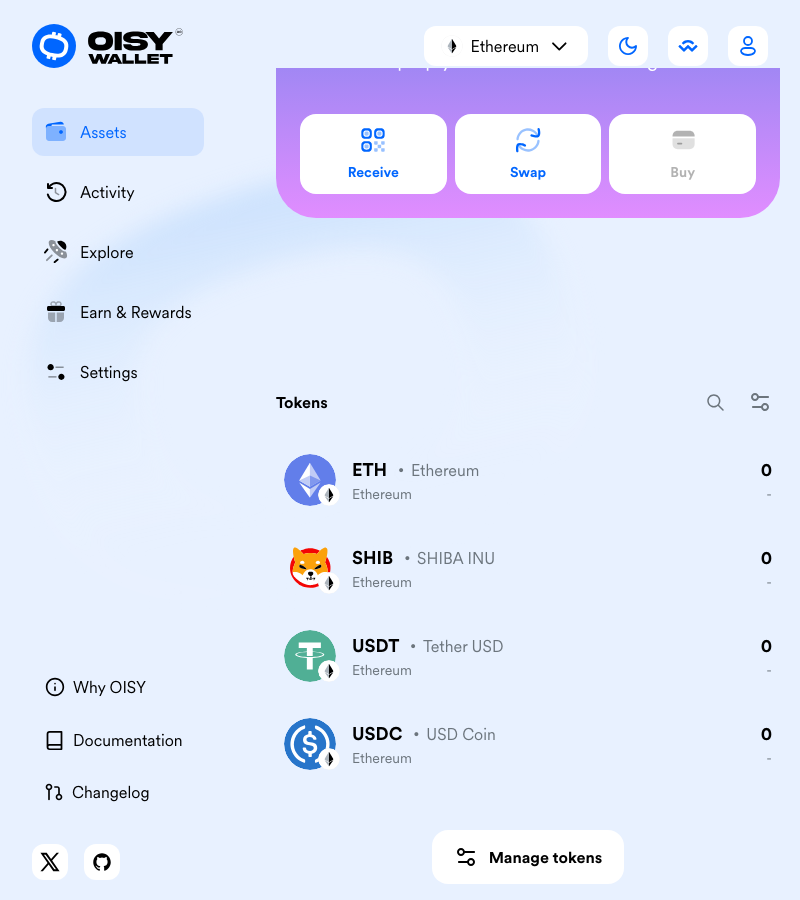 OISY
WALLET
Ethereum
Receive
Swap
Buy
Assets
Activity
Explore
Earn & Rewards
Settings
Tokens
ETH • Ethereum
0
Ethereum
-
SHIB • SHIBA INU
0
Ethereum
-
USDT • Tether USD
0
Ethereum
-
USDC • USD Coin
0
Ethereum
-
Manage tokens
Why OISY
Documentation
Changelog